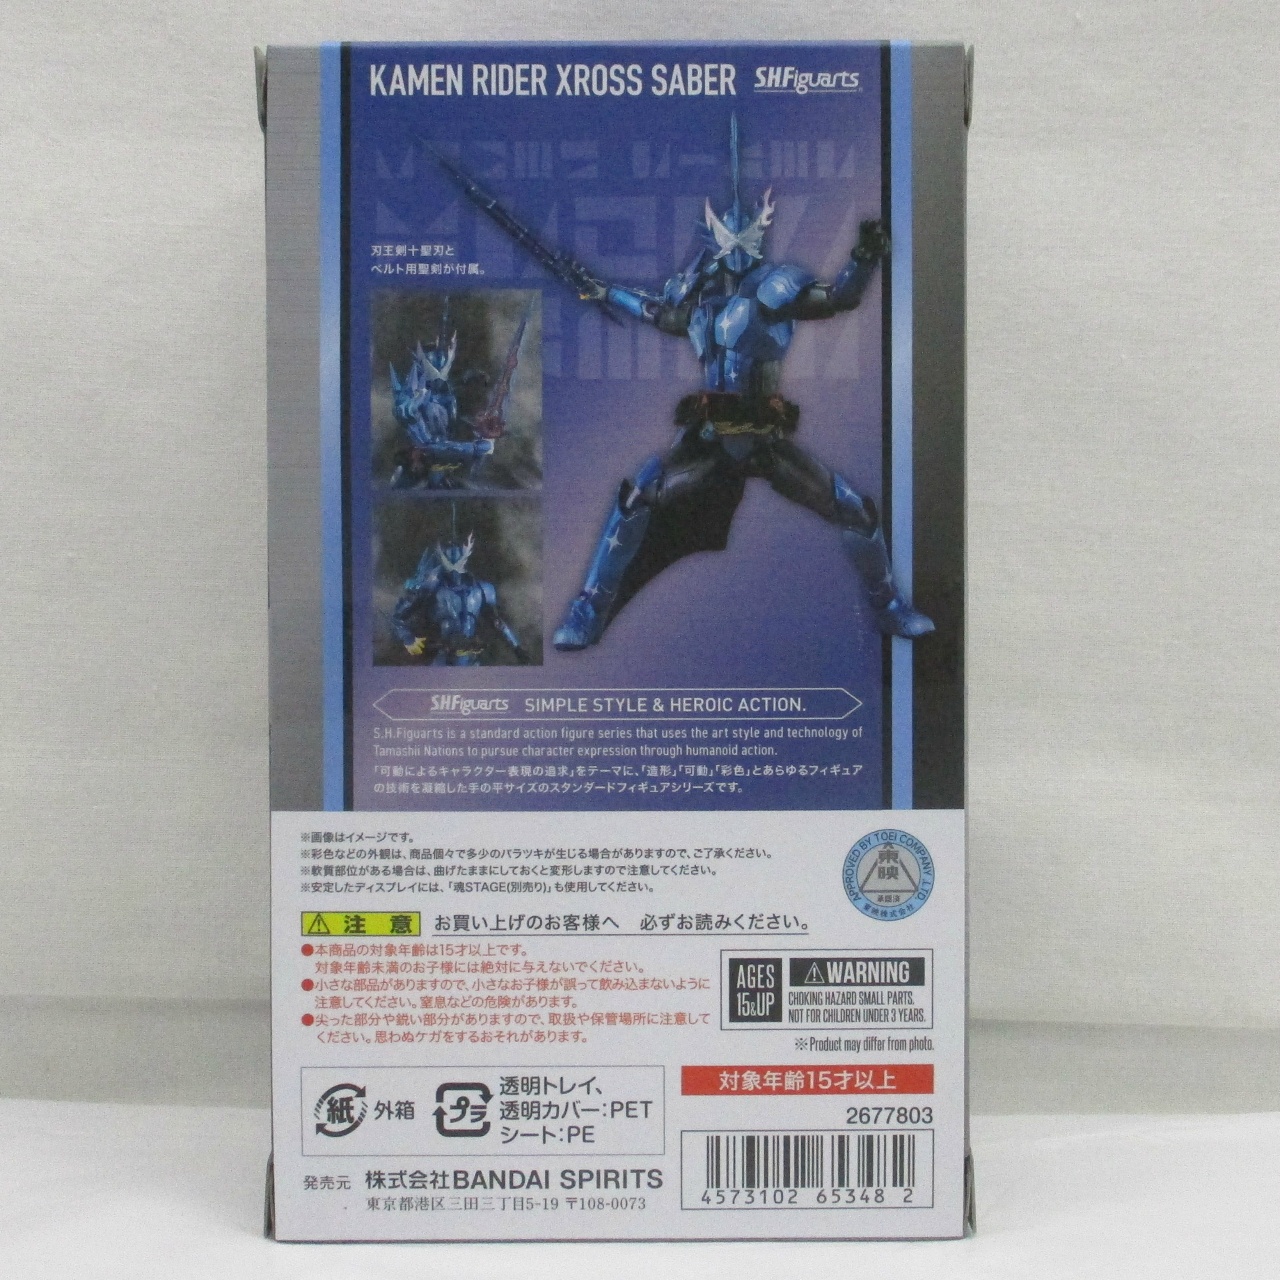 KAMEN RIDER XROSS SABER S.H.Figuarts
刃王剣十聖刃と
ベルト用聖剣が付属。
S.H.Figuarts SIMPLE STYLE & HEROIC ACTION.
S.H.Figuarts is a standard action figure series that uses the art style and technology of
Tamashii Nations to pursue character expression through humanoid action.
「可動によるキャラクター表現の追求」をテーマに、「造形」「可動」「彩色」とあらゆるフィギュア
の技術を凝縮した手の平サイズのスタンダードフィギュアシリーズです。
※画像はイメージです。
※彩色などの外観は、商品個々で多少のバラツキが生じる場合がありますので、ご了承ください。
※軟質部位がある場合は、曲げたままにしておくと変形しますので注意してください。
※安定したディスプレイには、「魂STAGE(別売り)」も使用してください。
APPROVED BY TOEI COMPANY, LTD.
東映
承認済
東映株式会社
注 意 お買い上げのお客様へ 必ずお読みください。
●本商品の対象年齢は15才以上です。
対象年齢未満のお子様には絶対に与えないでください。
●小さな部品がありますので、小さなお子様が誤って飲み込まないように
注意してください。窒息などの危険があります。
●尖った部分や鋭い部分がありますので、取扱や保管場所に注意して
ください。思わぬケガをするおそれがあります。
AGES
15&UP
WARNING
CHOKING HAZARD SMALL PARTS.
NOT FOR CHILDREN UNDER 3 YEARS.
※Product may differ from photo.
対象年齢15才以上
紙 外箱
プラ 透明トレイ、
透明カバー:PET
シート:PE
2677803
4573102 65348 2
発売元 株式会社BANDAI SPIRITS
東京都港区三田三丁目5-19 〒108-0073